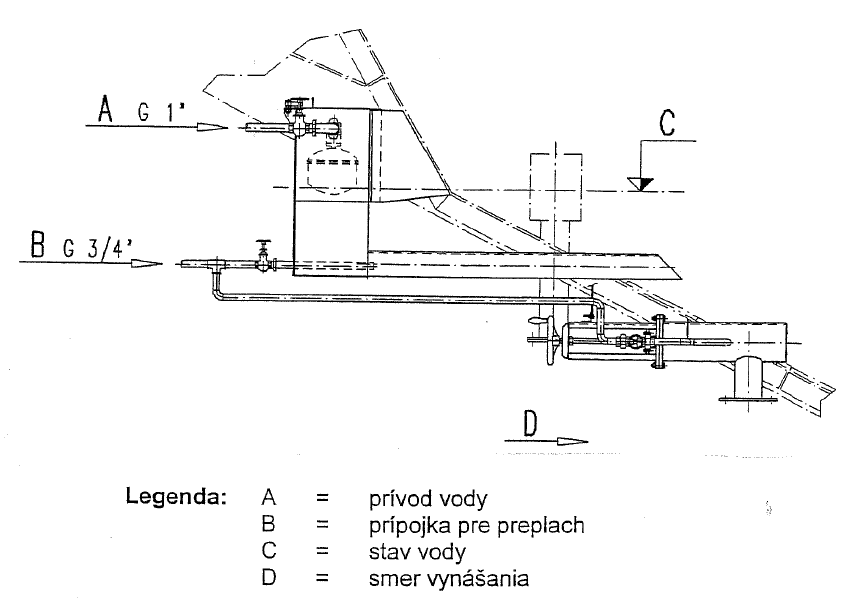 A G 1"
C
B G 3/4"
D
Legenda: A = prívod vody
B = prípojka pre preplach
C = stav vody
D = smer vynášania